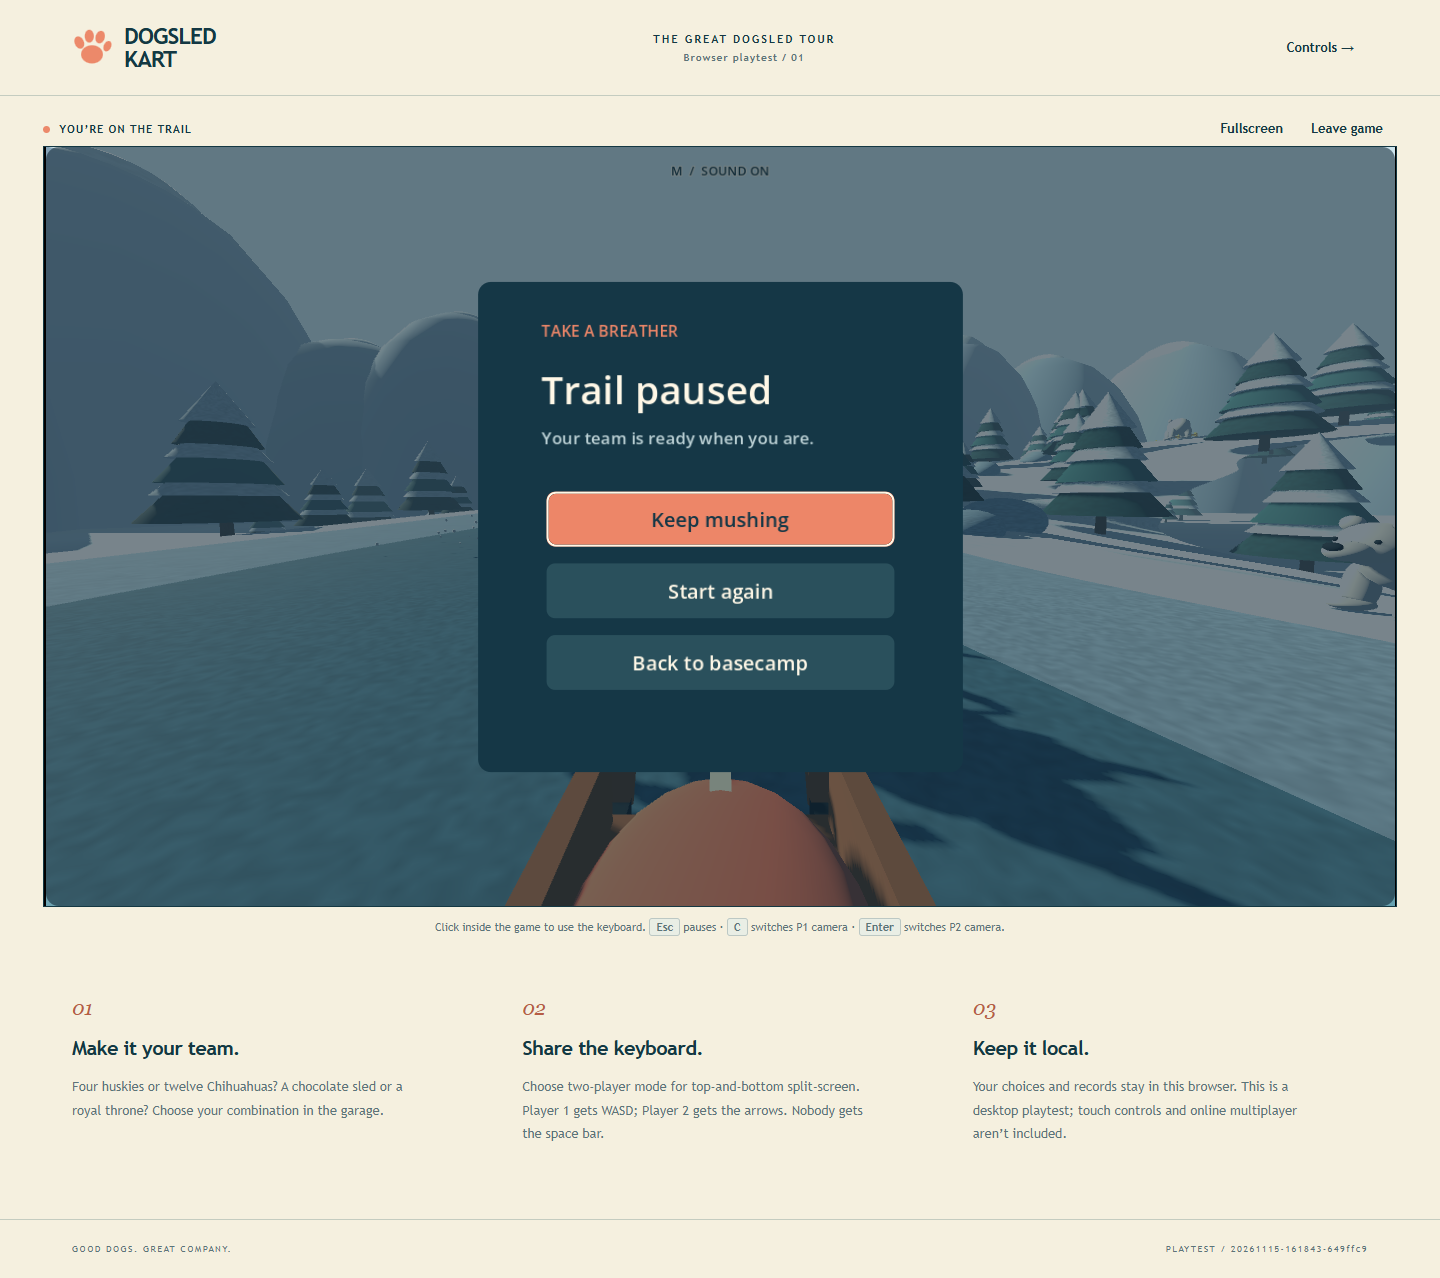 DOGSLED
KART
THE GREAT DOGSLED TOUR
Browser playtest / 01
Controls →
YOU’RE ON THE TRAIL
Fullscreen
Leave game
M / SOUND ON
TAKE A BREATHER
Trail paused
Your team is ready when you are.
Keep mushing
Start again
Back to basecamp
Click inside the game to use the keyboard. Esc pauses · C switches P1 camera · Enter switches P2 camera.
01
Make it your team.
Four huskies or twelve Chihuahuas? A chocolate sled or a
royal throne? Choose your combination in the garage.
02
Share the keyboard.
Choose two-player mode for top-and-bottom split-screen.
Player 1 gets WASD; Player 2 gets the arrows. Nobody gets
the space bar.
03
Keep it local.
Your choices and records stay in this browser. This is a
desktop playtest; touch controls and online multiplayer
aren’t included.
GOOD DOGS. GREAT COMPANY.
PLAYTEST / 20261115-161843-649ffc9